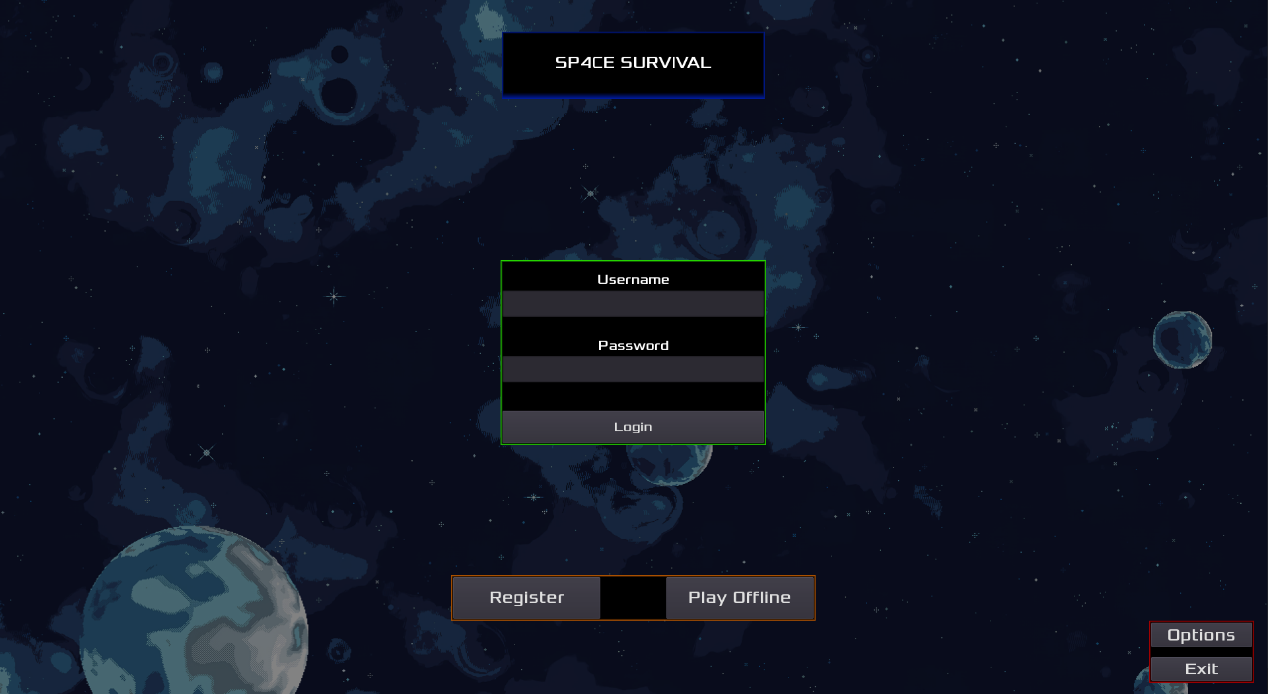 SP4CE SURVIVAL
Username
Password
Login
Register
Play Offline
Options
Exit